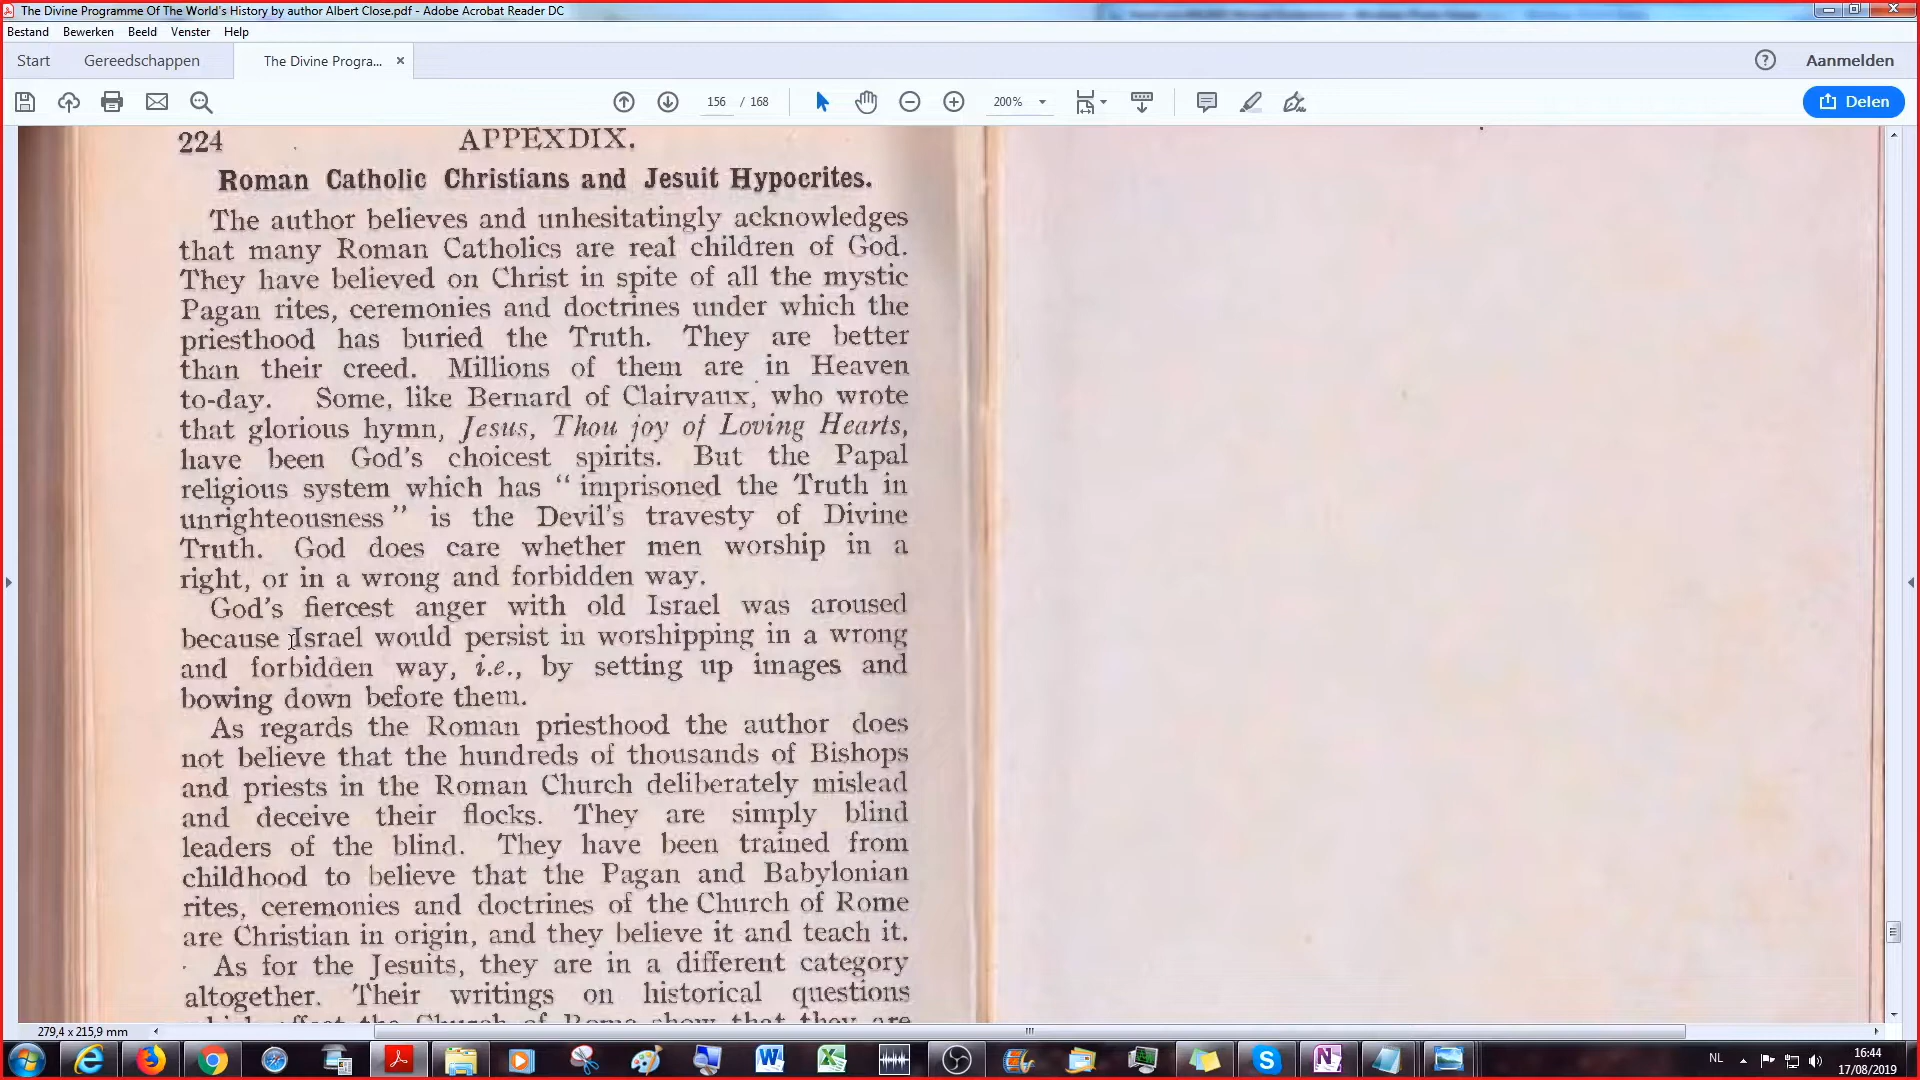 The Divine Programme Of The World's History by author Albert Close.pdf - Adobe Acrobat Reader DC
Bestand Bewerken Beeld Venster Help
Start Gereedschappen The Divine Progra... × Aanmelden
156 / 168 200% Delen
224 APPENDIX.
Roman Catholic Christians and Jesuit Hypocrites.
The author believes and unhesitatingly acknowledges
that many Roman Catholics are real children of God.
They have believed on Christ in spite of all the mystic
Pagan rites, ceremonies and doctrines under which the
priesthood has buried the Truth. They are better
than their creed. Millions of them are in Heaven
to-day. Some, like Bernard of Clairvaux, who wrote
that glorious hymn, Jesus, Thou joy of Loving Hearts,
have been God's choicest spirits. But the Papal
religious system which has “ imprisoned the Truth in
unrighteousness ” is the Devil's travesty of Divine
Truth. God does care whether men worship in a
right, or in a wrong and forbidden way.
God's fiercest anger with old Israel was aroused
because Israel would persist in worshipping in a wrong
and forbidden way, i.e., by setting up images and
bowing down before them.
As regards the Roman priesthood the author does
not believe that the hundreds of thousands of Bishops
and priests in the Roman Church deliberately mislead
and deceive their flocks. They are simply blind
leaders of the blind. They have been trained from
childhood to believe that the Pagan and Babylonian
rites, ceremonies and doctrines of the Church of Rome
are Christian in origin, and they believe it and teach it.
As for the Jesuits, they are in a different category
altogether. Their writings on historical questions
which affect the Church of Rome show that they are
279,4 x 215,9 mm
NL 16:44
17/08/2019